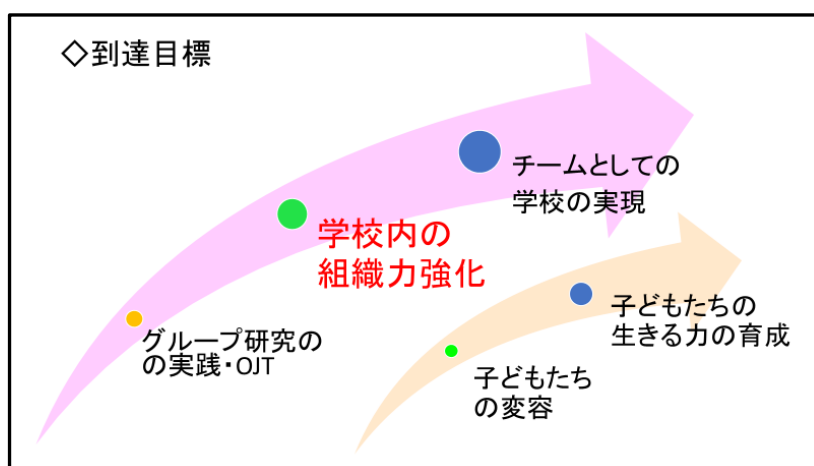 ◇到達目標
チームとしての
学校の実現
学校内の
組織力強化
グループ研究の
の実践・OJT
子どもたちの
生きる力の育成
子どもたち
の変容